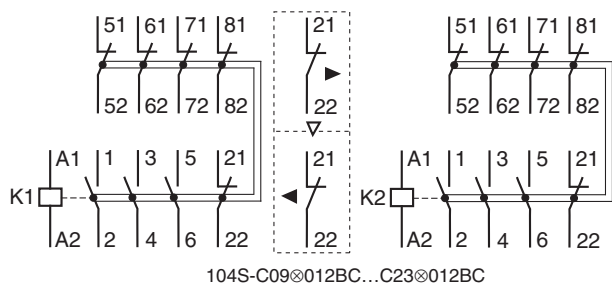 51 61 71 81 21 51 61 71 81
52 62 72 82 22 52 62 72 82
A1 1 3 5 21 21 A1 1 3 5 21
K1 K2
A2 2 4 6 22 22 A2 2 4 6 22
104S-C09⊗012BC...C23⊗012BC